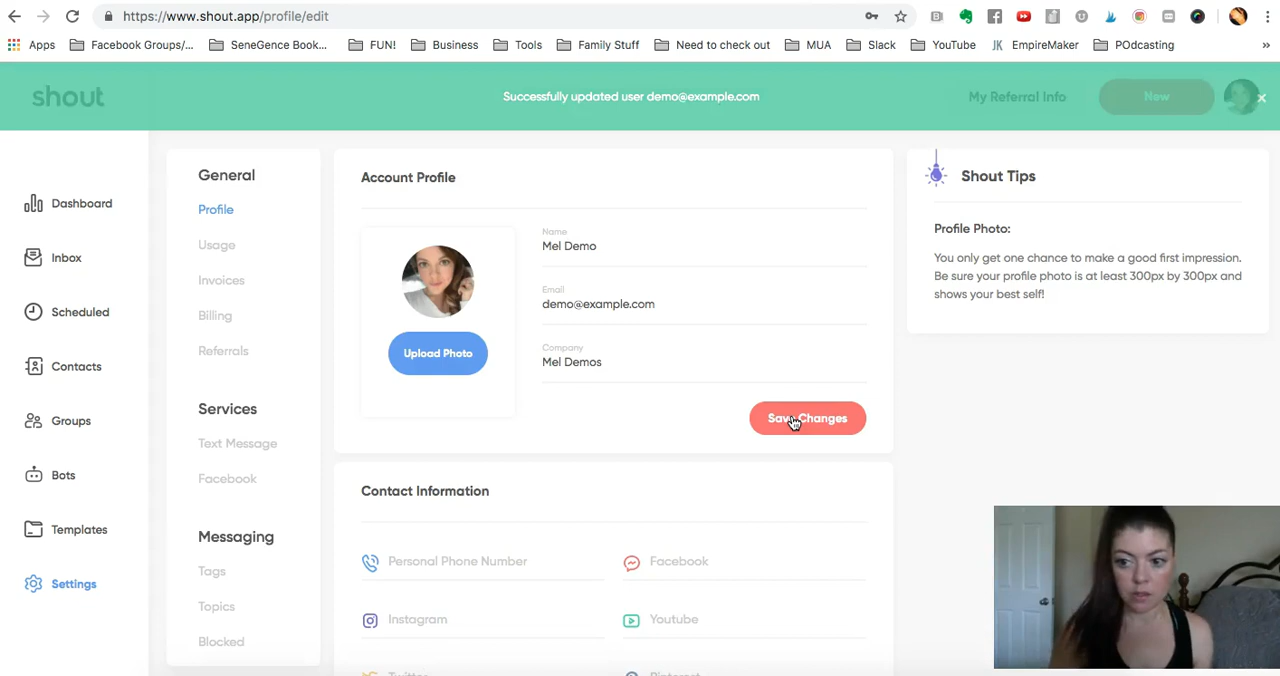 https://www.shout.app/profile/edit
Apps
Facebook Groups/...
SeneGence Book...
FUN!
Business
Tools
Family Stuff
Need to check out
MUA
Slack
YouTube
JK EmpireMaker
POdcasting
»
shout
Successfully updated user demo@example.com
My Referral Info
New
×
Dashboard
Inbox
Scheduled
Contacts
Groups
Bots
Templates
Settings
General
Profile
Usage
Invoices
Billing
Referrals
Services
Text Message
Facebook
Messaging
Tags
Topics
Blocked
Account Profile
Upload Photo
Name
Mel Demo
Email
demo@example.com
Company
Mel Demos
Save Changes
Contact Information
Personal Phone Number
Facebook
Instagram
Youtube
Twitter
Pinterest
Shout Tips
Profile Photo:
You only get one chance to make a good first impression.
Be sure your profile photo is at least 300px by 300px and
shows your best self!